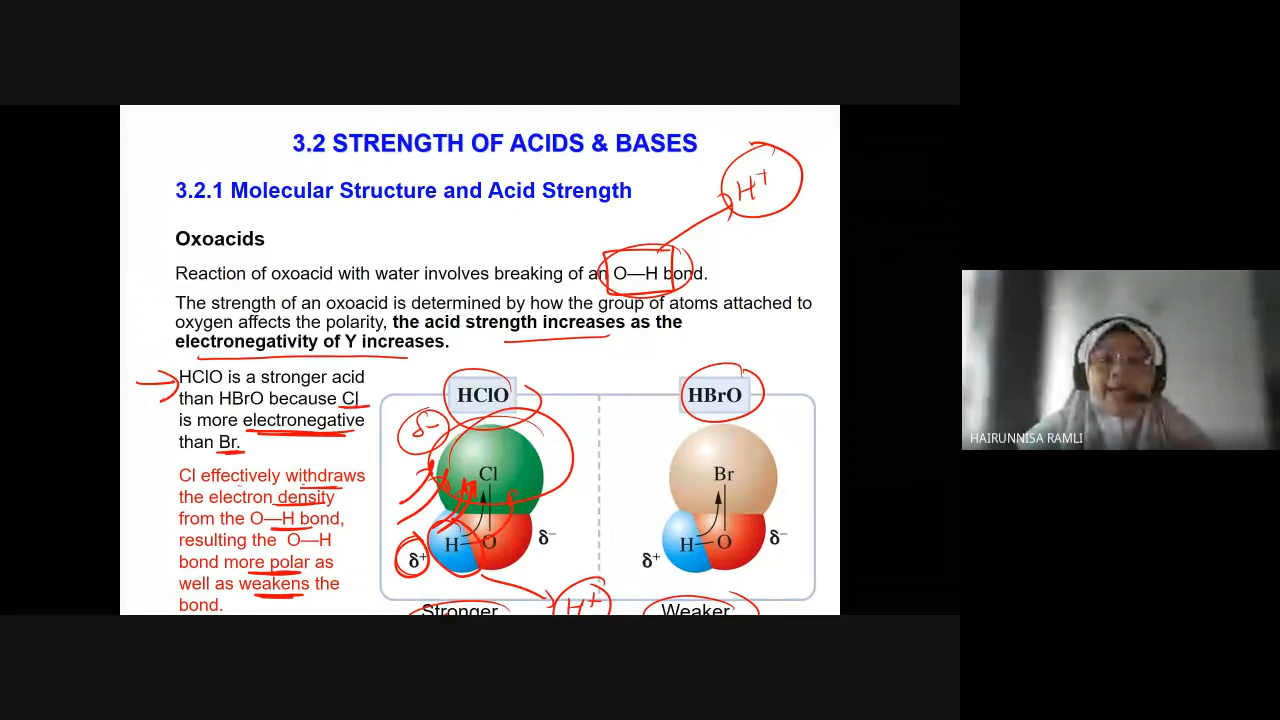 3.2 STRENGTH OF ACIDS & BASES
3.2.1 Molecular Structure and Acid Strength
H+
Oxoacids
Reaction of oxoacid with water involves breaking of an O—H bond.
The strength of an oxoacid is determined by how the group of atoms attached to
oxygen affects the polarity, the acid strength increases as the
electronegativity of Y increases.
HClO is a stronger acid
than HBrO because Cl
is more electronegative
than Br.
Cl effectively withdraws
the electron density
from the O—H bond,
resulting the O—H
bond more polar as
well as weakens the
bond.
HClO
HBrO
δ-
Cl
Br
H
O
δ+
δ−
H
O
δ+
δ−
H+
Stronger
Weaker
HAIRUNNISA RAMLI